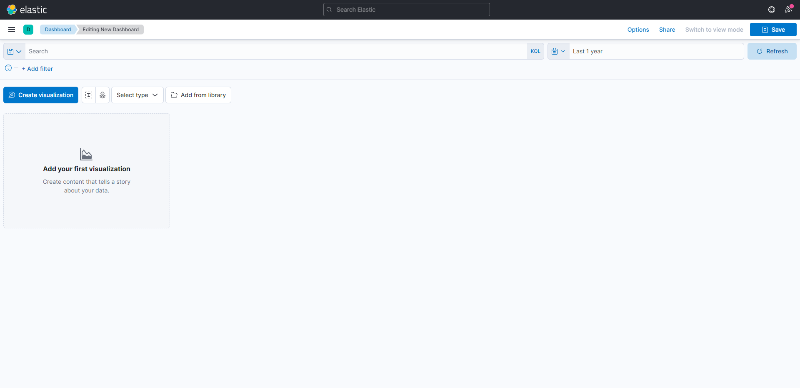 elastic
Search Elastic
D
Dashboard
Editing New Dashboard
Options
Share
Switch to view mode
Save
Search
KQL
Last 1 year
Refresh
+ Add filter
Create visualization
Select type
Add from library
Add your first visualization
Create content that tells a story
about your data.